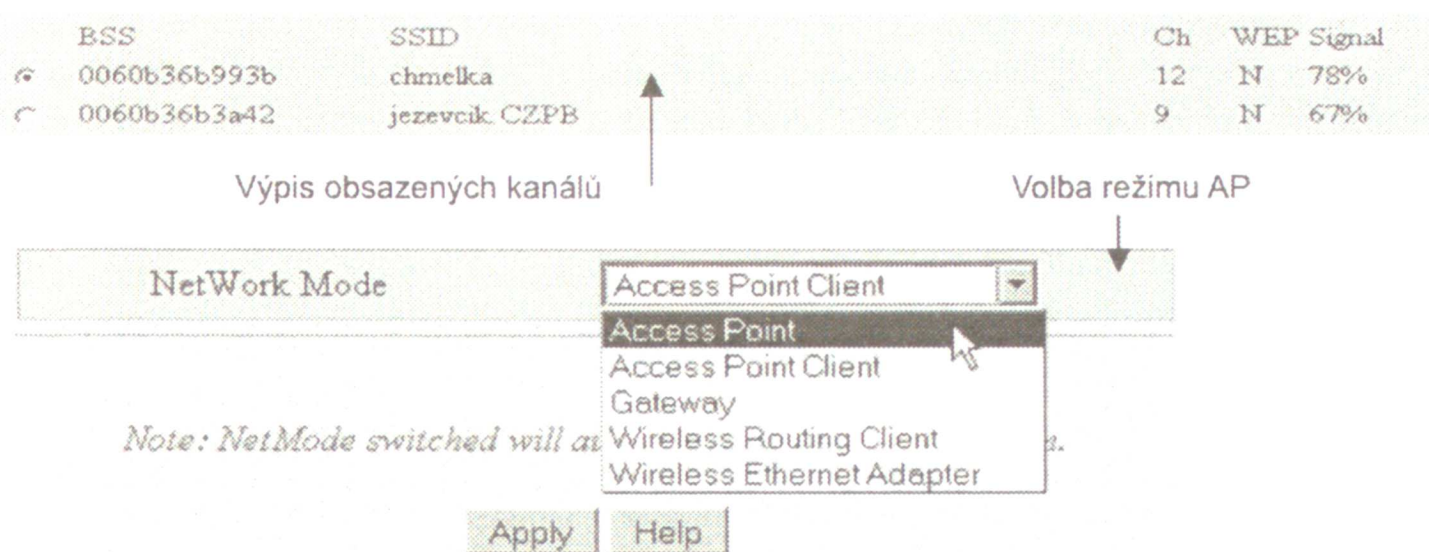 BSS SSID Ch WEP Signal
0060b36b993b chmelka 12 N 78%
0060b36b3a42 jezevcik CZPB 9 N 67%
Výpis obsazených kanálů Volba režimu AP
NetWork Mode Access Point Client
Access Point
Access Point Client
Gateway
Note: NetMode switched will Wireless Routing Client
Wireless Ethernet Adapter
Apply Help